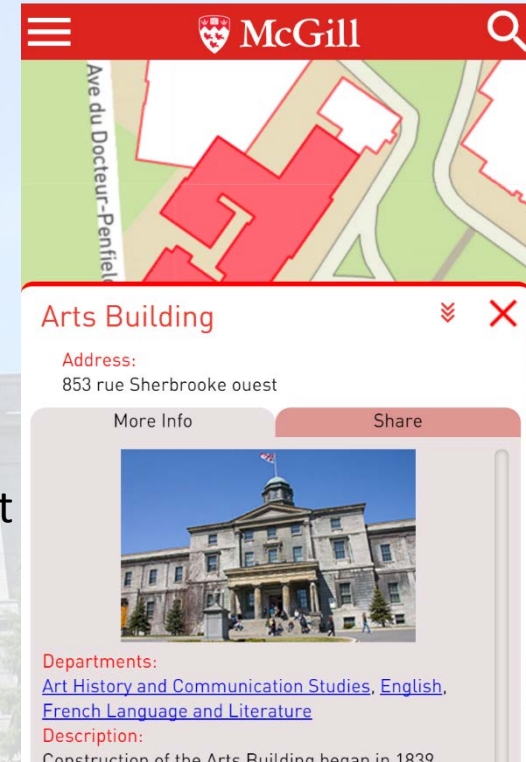 McGill
Ave du Docteur-Penfield
Arts Building
Address:
853 rue Sherbrooke ouest
More Info
Share
Departments:
Art History and Communication Studies, English,
French Language and Literature
Description:
Construction of the Arts Building began in 1839
t